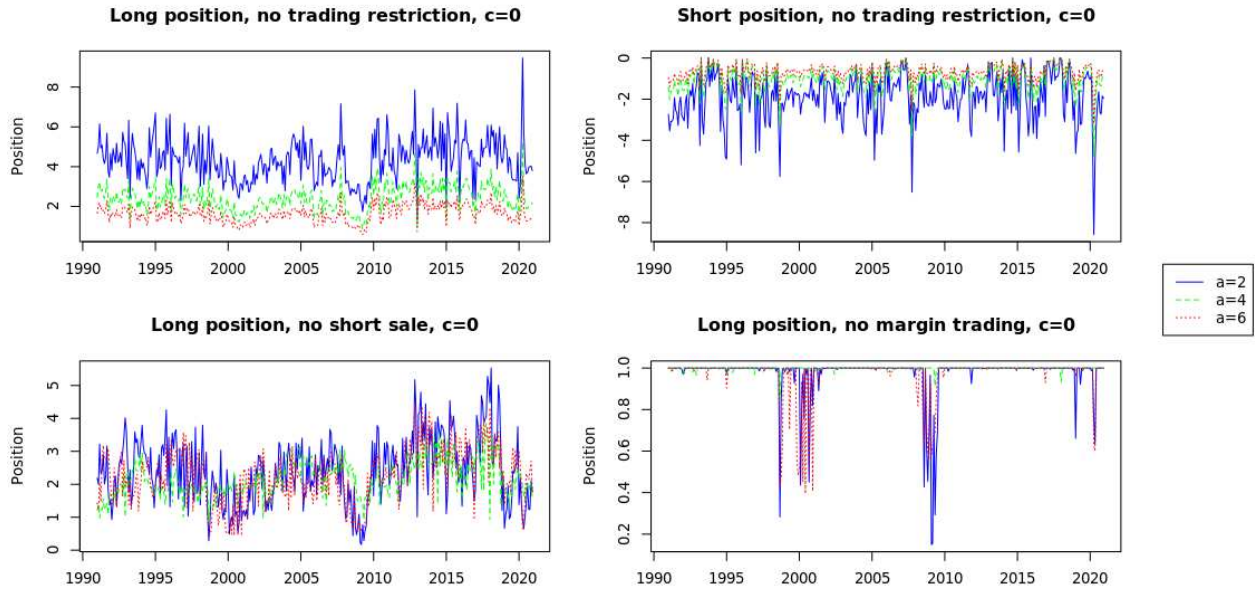 Long position, no trading restriction, c=0
Position
8
6
4
2
1990 1995 2000 2005 2010 2015 2020
Short position, no trading restriction, c=0
Position
0
-2
-4
-6
-8
1990 1995 2000 2005 2010 2015 2020
a=2
a=4
a=6
Long position, no short sale, c=0
Position
5
4
3
2
1
0
1990 1995 2000 2005 2010 2015 2020
Long position, no margin trading, c=0
Position
1.0
0.8
0.6
0.4
0.2
1990 1995 2000 2005 2010 2015 2020